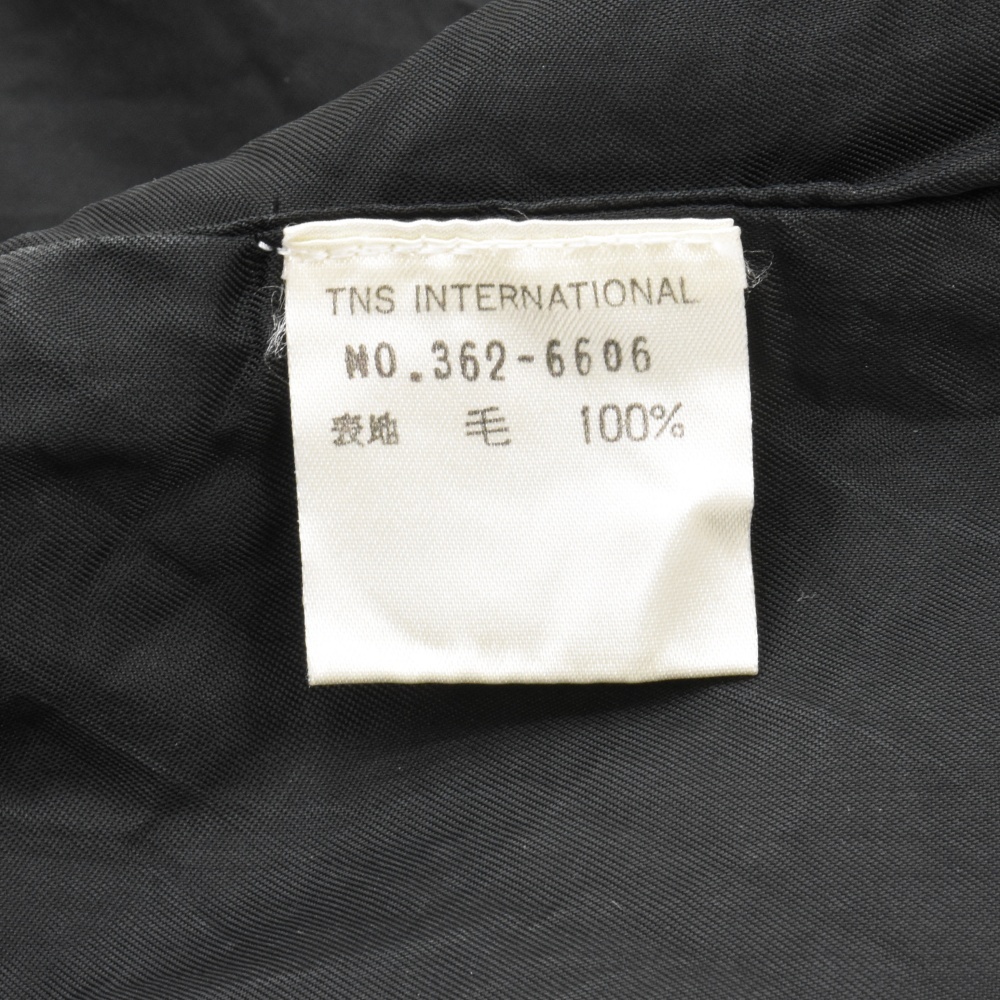 TNS INTERNATIONAL
NO.362-6606
表地 毛 100%